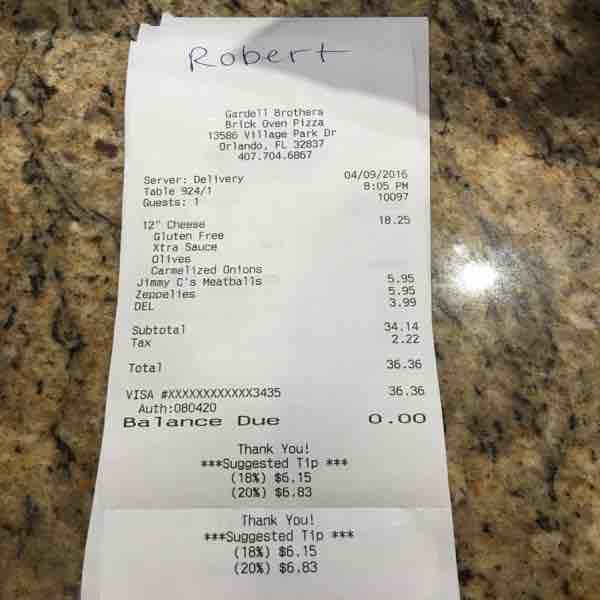 Robert
Gardell Brothers
Brick Oven Pizza
13586 Village Park Dr
Orlando, FL 32837
407.704.6867
Server: Delivery 04/09/2016
Table 924/1 8:05 PM
Guests: 1 10097
12" Cheese 18.25
Gluten Free
Xtra Sauce
Olives
Carmelized Onions
Jimmy C's Meatballs 5.95
Zeppelies 5.95
DEL 3.99
Subtotal 34.14
Tax 2.22
Total 36.36
VISA #XXXXXXXXXXXX3435 36.36
Auth:080420
Balance Due 0.00
Thank You!
***Suggested Tip ***
(18%) $6.15
(20%) $6.83
Thank You!
***Suggested Tip ***
(18%) $6.15
(20%) $6.83